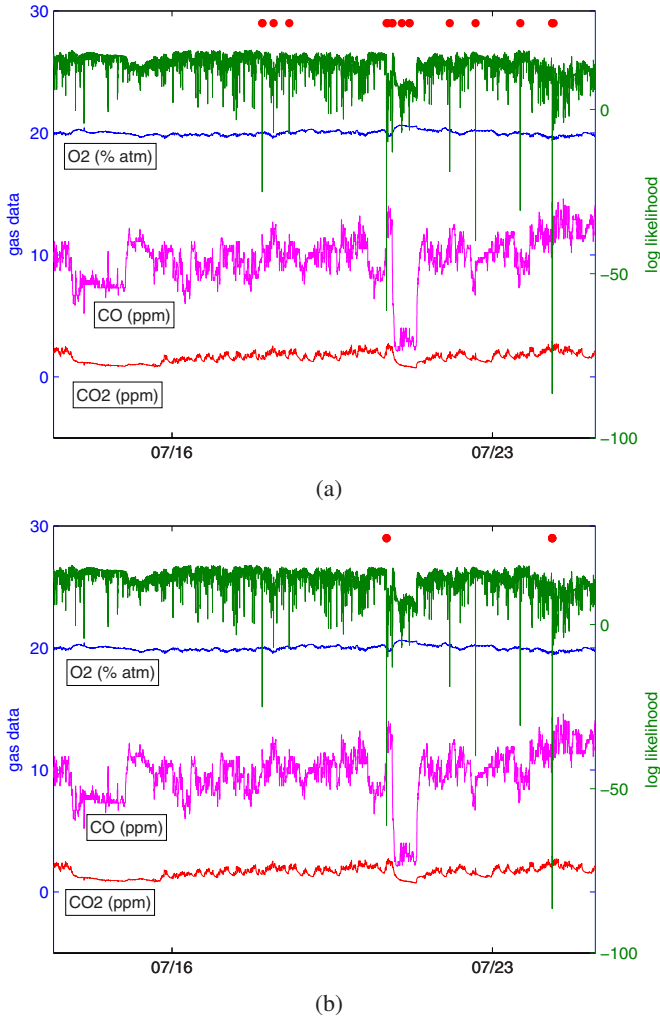 30
20
10
0
gas data
O2 (% atm)
CO (ppm)
CO2 (ppm)
0
−50
−100
log likelihood
07/16
07/23
(a)
30
20
10
0
gas data
O2 (% atm)
CO (ppm)
CO2 (ppm)
0
−50
−100
log likelihood
07/16
07/23
(b)